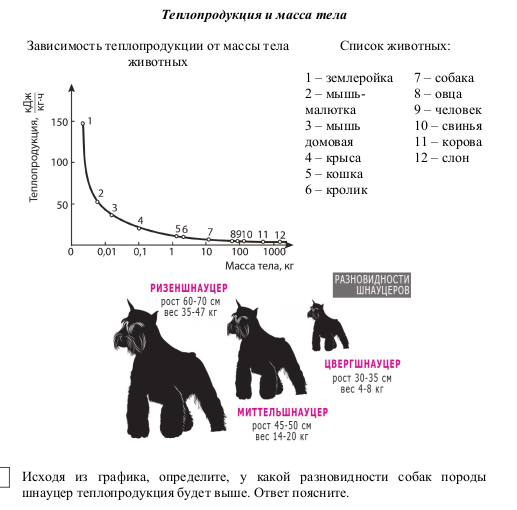 Теплопродукция и масса тела
Зависимость теплопродукции от массы тела
животных
Список животных:
1 – землеройка
2 – мышь-
малютка
3 – мышь
домовая
4 – крыса
5 – кошка
6 – кролик
7 – собака
8 – овца
9 – человек
10 – свинья
11 – корова
12 – слон
Теплопродукция, кДж/кг·ч
150
100
50
1
2
3
4
5 6
7
8 9 10 11 12
0 0,01 0,1 1 10 100 1000
Масса тела, кг
РАЗНОВИДНОСТИ
ШНАУЦЕРОВ
РИЗЕНШНАУЦЕР
рост 60-70 см
вес 35-47 кг
ЦВЕРГШНАУЦЕР
рост 30-35 см
вес 4-8 кг
МИТТЕЛЬШНАУЦЕР
рост 45-50 см
вес 14-20 кг
Исходя из графика, определите, у какой разновидности собак породы
шнауцер теплопродукция будет выше. Ответ поясните.